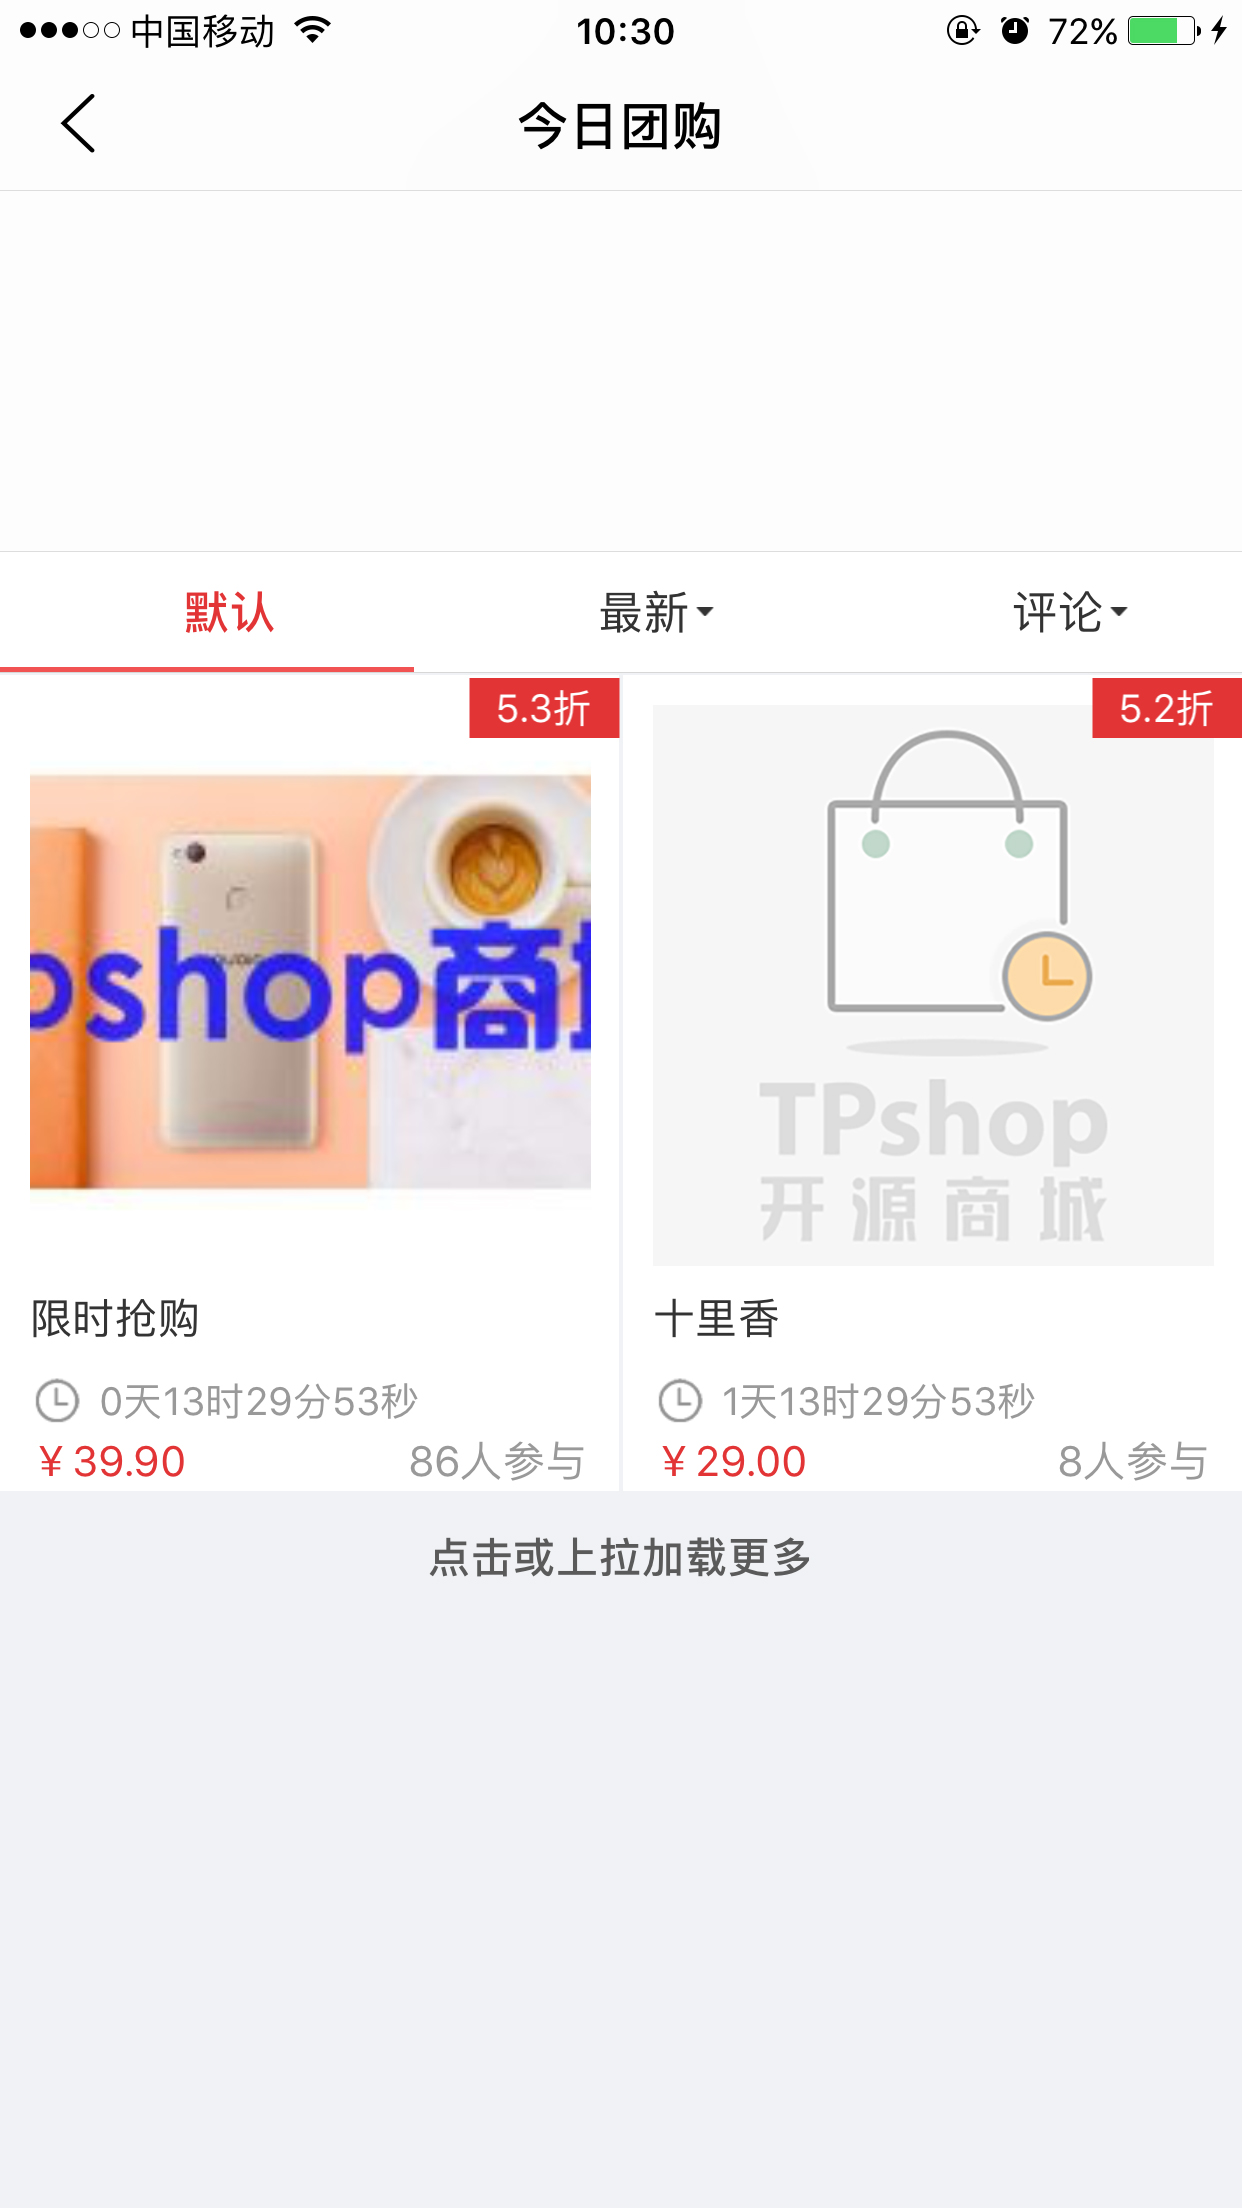 中国移动 10:30 72%
今日团购
默认 最新 评论
5.3折 5.2折
pshop商
TPshop
开源商城
限时抢购 十里香
0天13时29分53秒 1天13时29分53秒
¥39.90 86人参与 ¥29.00 8人参与
点击或上拉加载更多